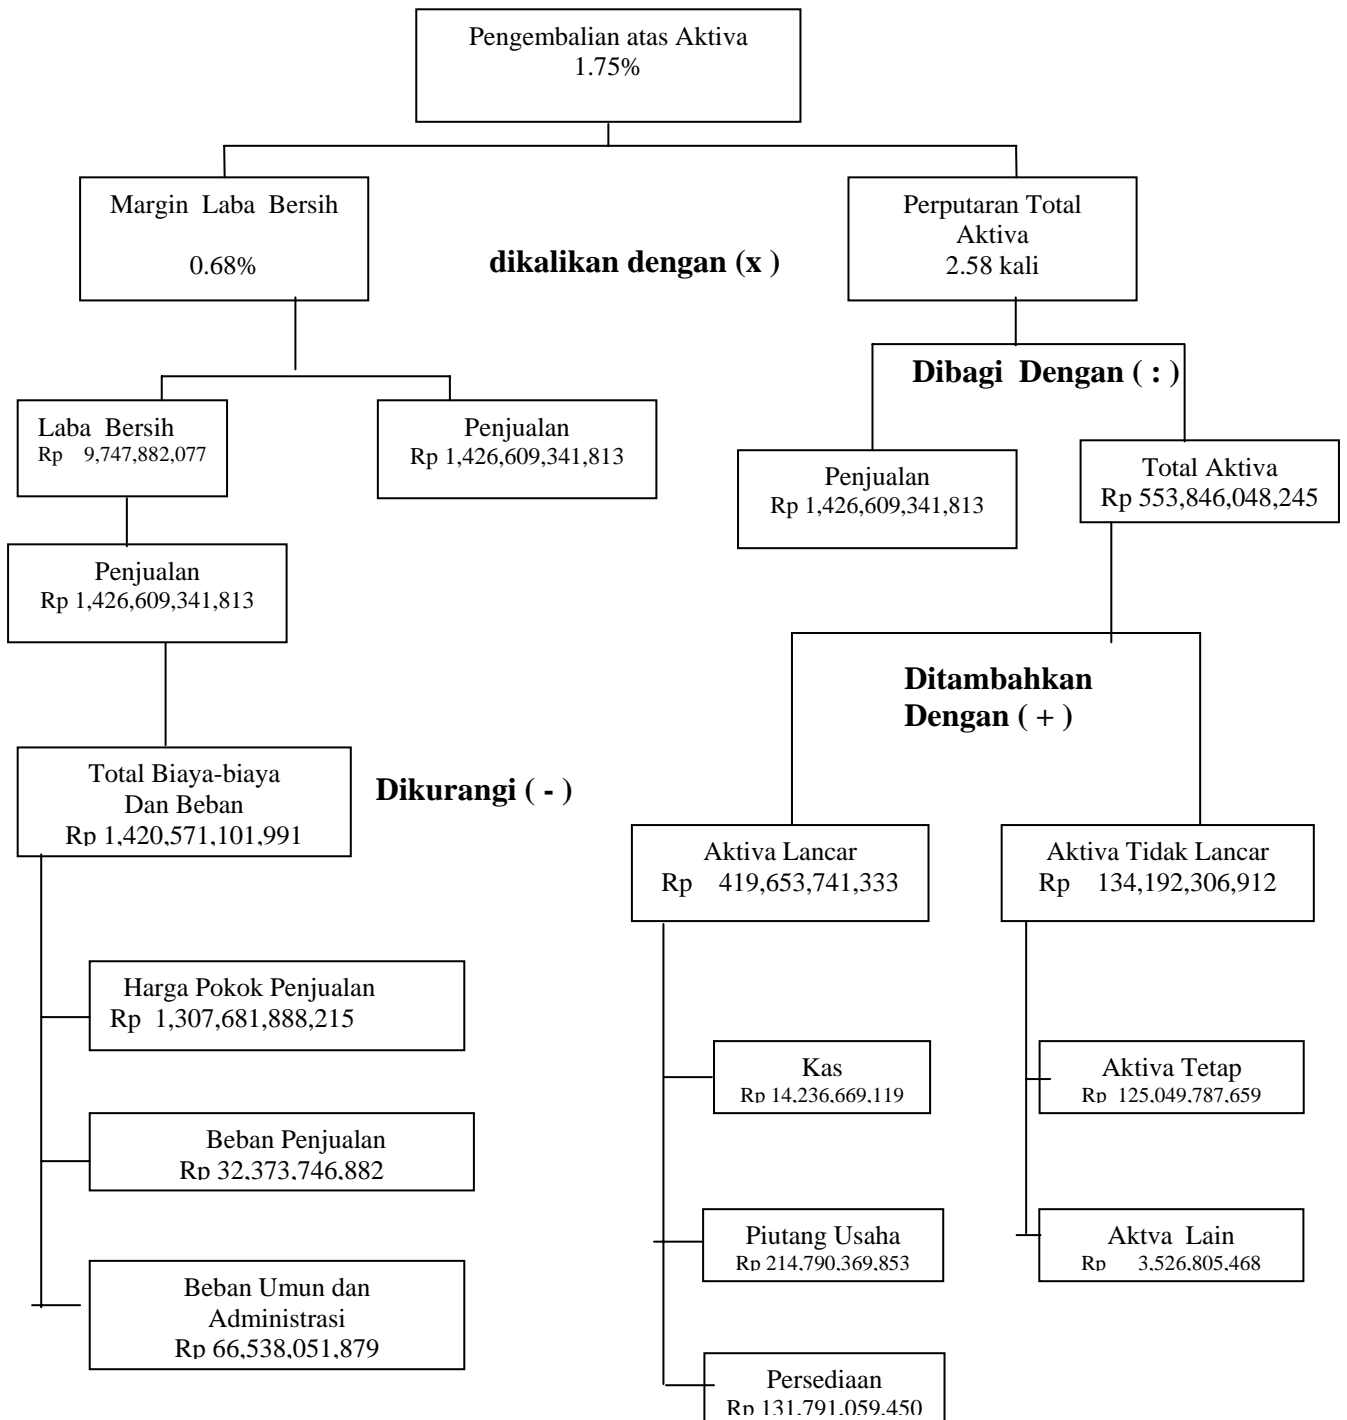 Pengembalian atas Aktiva
1.75%
Margin Laba Bersih
0.68%
dikalikan dengan (x )
Perputaran Total
Aktiva
2.58 kali
Dibagi Dengan ( : )
Laba Bersih
Rp 9,747,882,077
Penjualan
Rp 1,426,609,341,813
Penjualan
Rp 1,426,609,341,813
Total Aktiva
Rp 553,846,048,245
Penjualan
Rp 1,426,609,341,813
Ditambahkan
Dengan ( + )
Total Biaya-biaya
Dan Beban
Rp 1,420,571,101,991
Dikurangi ( - )
Aktiva Lancar
Rp 419,653,741,333
Aktiva Tidak Lancar
Rp 134,192,306,912
Harga Pokok Penjualan
Rp 1,307,681,888,215
Kas
Rp 14,236,669,119
Aktiva Tetap
Rp 125,049,787,659
Beban Penjualan
Rp 32,373,746,882
Piutang Usaha
Rp 214,790,369,853
Aktva Lain
Rp 3,526,805,468
Beban Umun dan
Administrasi
Rp 66,538,051,879
Persediaan
Rp 131,791,059,450